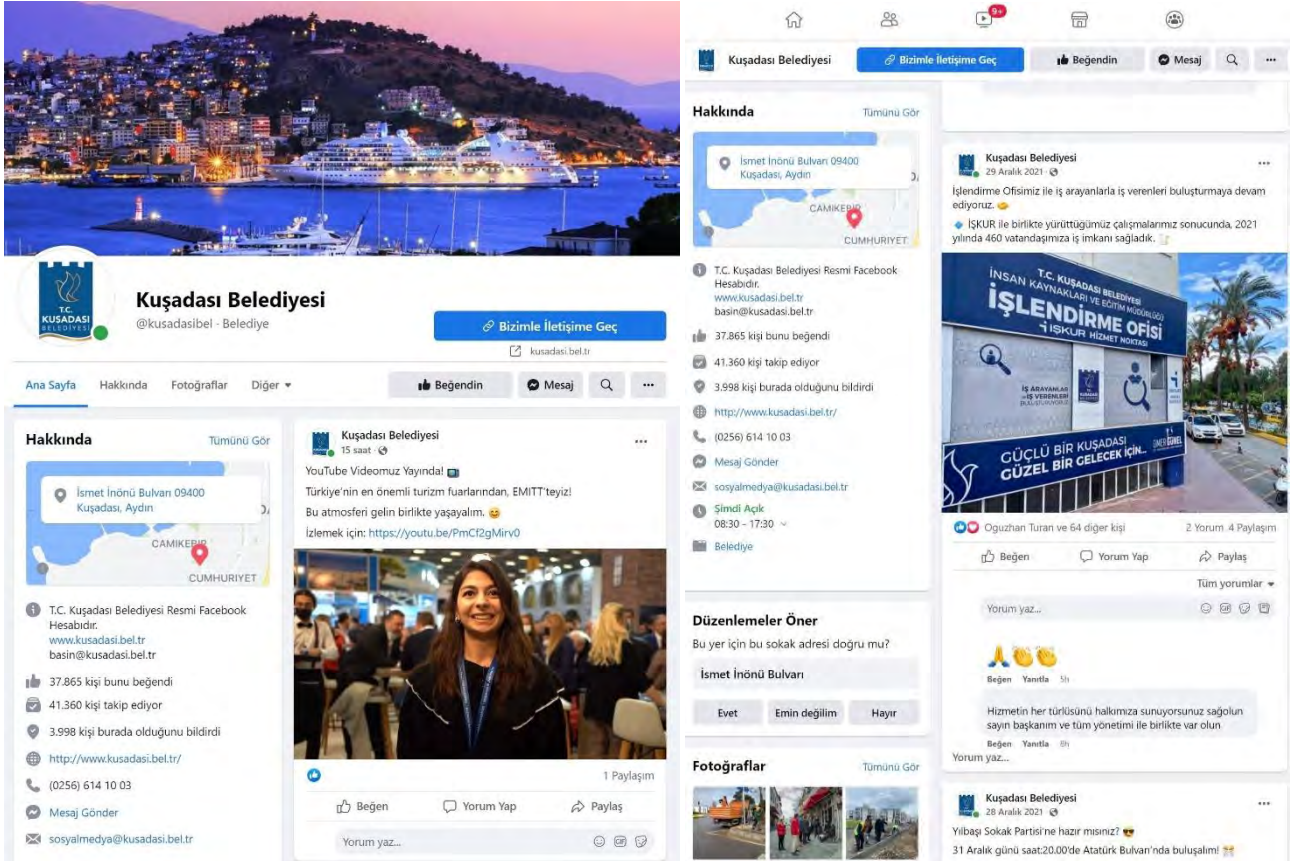 T.C.
KUŞADASI
BELEDİYESİ
Kuşadası Belediyesi
@kusadasibel · Belediye
Bizimle İletişime Geç
kusadasi.bel.tr
Ana Sayfa
Hakkında
Fotoğraflar
Diğer
Beğendin
Mesaj
Hakkında
Tümünü Gör
İsmet İnönü Bulvarı 09400
Kuşadası, Aydın
CAMIKEBIR
CUMHURIYET
T.C. Kuşadası Belediyesi Resmi Facebook
Hesabıdır.
www.kusadasi.bel.tr
basin@kusadasi.bel.tr
37.865 kişi bunu beğendi
41.360 kişi takip ediyor
3.998 kişi burada olduğunu bildirdi
http://www.kusadasi.bel.tr/
(0256) 614 10 03
Mesaj Gönder
sosyalmedya@kusadasi.bel.tr
Kuşadası Belediyesi
15 saat ·
YouTube Videomuz Yayında! 📺
Türkiye'nin en önemli turizm fuarlarından, EMITT'teyiz!
Bu atmosferi gelin birlikte yaşayalım. 😊
İzlemek için: https://youtu.be/PmCf2gMirv0
1 Paylaşım
Beğen
Yorum Yap
Paylaş
Yorum yaz...
9+
Kuşadası Belediyesi
Bizimle İletişime Geç
Beğendin
Mesaj
Hakkında
Tümünü Gör
İsmet İnönü Bulvarı 09400
Kuşadası, Aydın
CAMIKEBIR
CUMHURIYET
T.C. Kuşadası Belediyesi Resmi Facebook
Hesabıdır.
www.kusadasi.bel.tr
basin@kusadasi.bel.tr
37.865 kişi bunu beğendi
41.360 kişi takip ediyor
3.998 kişi burada olduğunu bildirdi
http://www.kusadasi.bel.tr/
(0256) 614 10 03
Mesaj Gönder
sosyalmedya@kusadasi.bel.tr
Şimdi Açık
08:30 - 17:30
Belediye
Düzenlemeler Öner
Bu yer için bu sokak adresi doğru mu?
İsmet İnönü Bulvarı
Evet
Emin değilim
Hayır
Fotoğraflar
Tümünü Gör
Kuşadası Belediyesi
29 Aralık 2021 ·
İşlendirme Ofisimiz ile iş arayanlarla iş verenleri buluşturmaya devam
ediyoruz. 🤝
🔹 İŞKUR ile birlikte yürüttüğümüz çalışmalarımız sonucunda, 2021
yılında 460 vatandaşımıza iş imkanı sağladık.
T.C. KUŞADASI BELEDİYESİ
İNSAN KAYNAKLARI VE EĞİTİM MÜDÜRLÜĞÜ
İŞLENDİRME OFİSİ
İŞKUR HİZMET NOKTASI
İŞ ARAYANLAR
İŞ VERENLERİ
BULUŞTURUYORUZ
GÜÇLÜ BİR KUŞADASI
GÜZEL BİR GELECEK İÇİN...
ÖMER GÜNEL
Oguzhan Turan ve 64 diğer kişi
2 Yorum 4 Paylaşım
Beğen
Yorum Yap
Paylaş
Tüm yorumlar
Yorum yaz...
🙏👏👏
Beğen Yanıtla 5h
Hizmetin her türlüsünü halkımıza sunuyorsunuz sağolun
sayın başkanım ve tüm yönetimi ile birlikte var olun
Beğen Yanıtla 8h
Yorum yaz...
Kuşadası Belediyesi
28 Aralık 2021 ·
Yılbaşı Sokak Partisi'ne hazır mısınız? 😎
31 Aralık günü saat:20.00'de Atatürk Bulvarı'nda buluşalım! 🎊